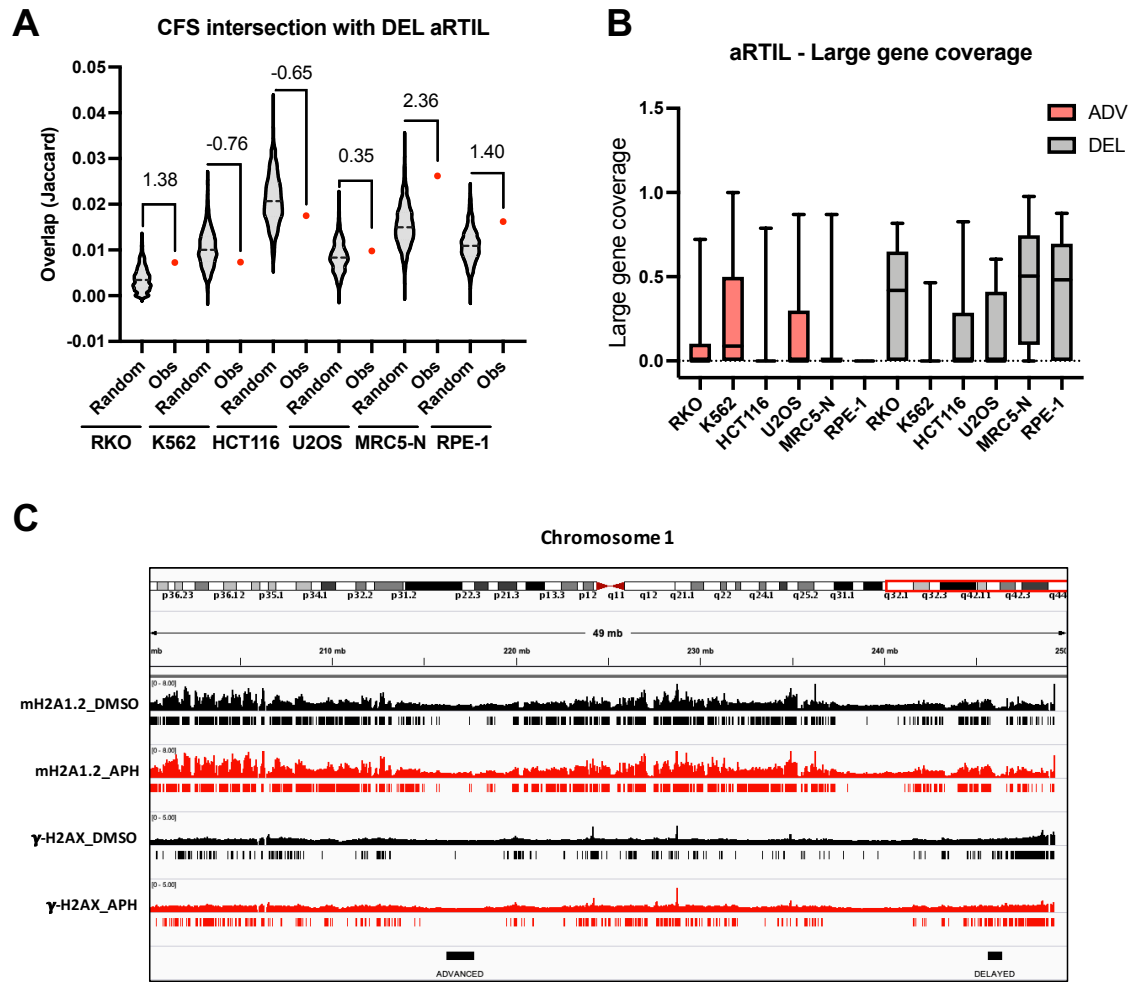 A
CFS intersection with DEL aRTIL
Overlap (Jaccard)
0.05
0.04
0.03
0.02
0.01
0.00
-0.01
1.38
-0.76
-0.65
0.35
2.36
1.40
Random
Obs
Random
Obs
Random
Obs
Random
Obs
Random
Obs
Random
Obs
RKO K562 HCT116 U2OS MRC5-N RPE-1
B
aRTIL - Large gene coverage
Large gene coverage
1.5
1.0
0.5
0.0
ADV
DEL
RKO
K562
HCT116
U2OS
MRC5-N
RPE-1
RKO
K562
HCT116
U2OS
MRC5-N
RPE-1
C
Chromosome 1
p36.23 p36.12 p35.1 p34.1 p32.2 p31.2 p22.3 p21.3 p13.3 p12 q11 q12 q21.1 q22 q24.1 q25.2 q31.1 q32.1 q32.3 q42.11 q42.3 q44
49 mb
mb 210 mb 220 mb 230 mb 240 mb 250
mH2A1.2_DMSO
[0 - 8.00]
mH2A1.2_APH
[0 - 8.00]
γ-H2AX_DMSO
[0 - 5.00]
γ-H2AX_APH
[0 - 5.00]
ADVANCED DELAYED